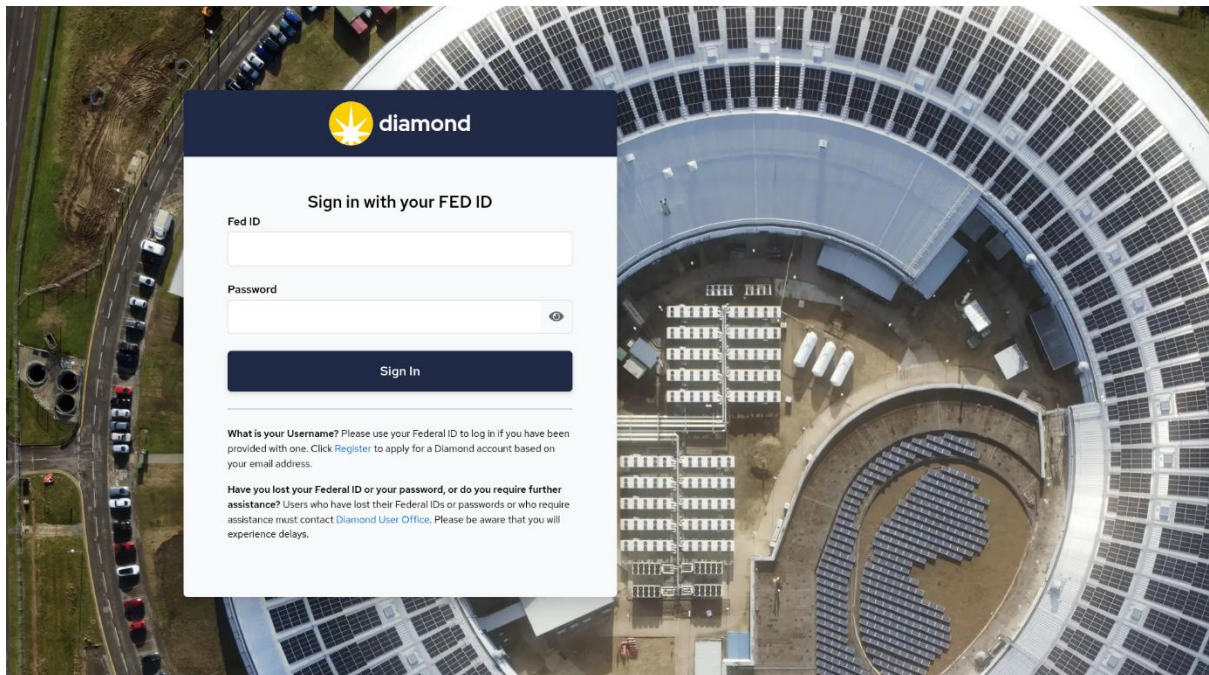 diamond
Sign in with your FED ID
Fed ID
Password
Sign In
What is your Username? Please use your Federal ID to log in if you have been
provided with one. Click Register to apply for a Diamond account based on
your email address.
Have you lost your Federal ID or your password, or do you require further
assistance? Users who have lost their Federal IDs or passwords or who require
assistance must contact Diamond User Office. Please be aware that you will
experience delays.